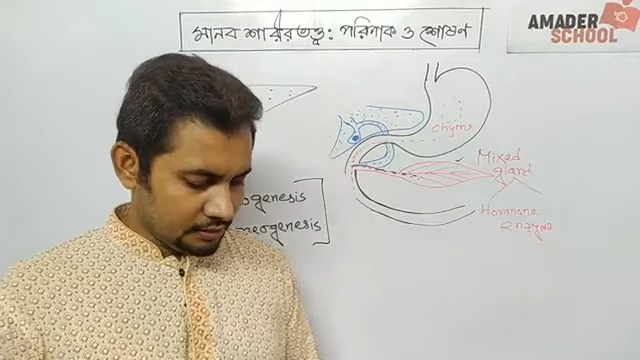 মানব শারীরতত্ত্ব: পরিপাক ও শোষণ
AMADER
SCHOOL
chyme
Mixed
gland
Hormone
enzyme
ogenesis
neogenesis